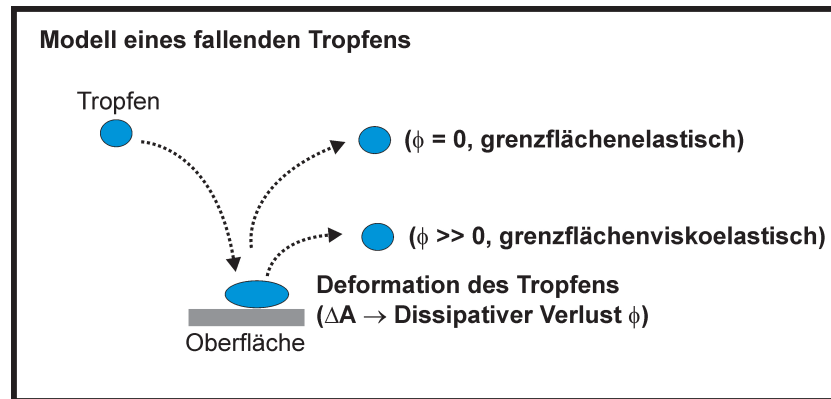 Modell eines fallenden Tropfens
Tropfen
(ϕ = 0, grenzflächenelastisch)
(ϕ >> 0, grenzflächenviskoelastisch)
Deformation des Tropfens
(ΔA → Dissipativer Verlust ϕ)
Oberfläche